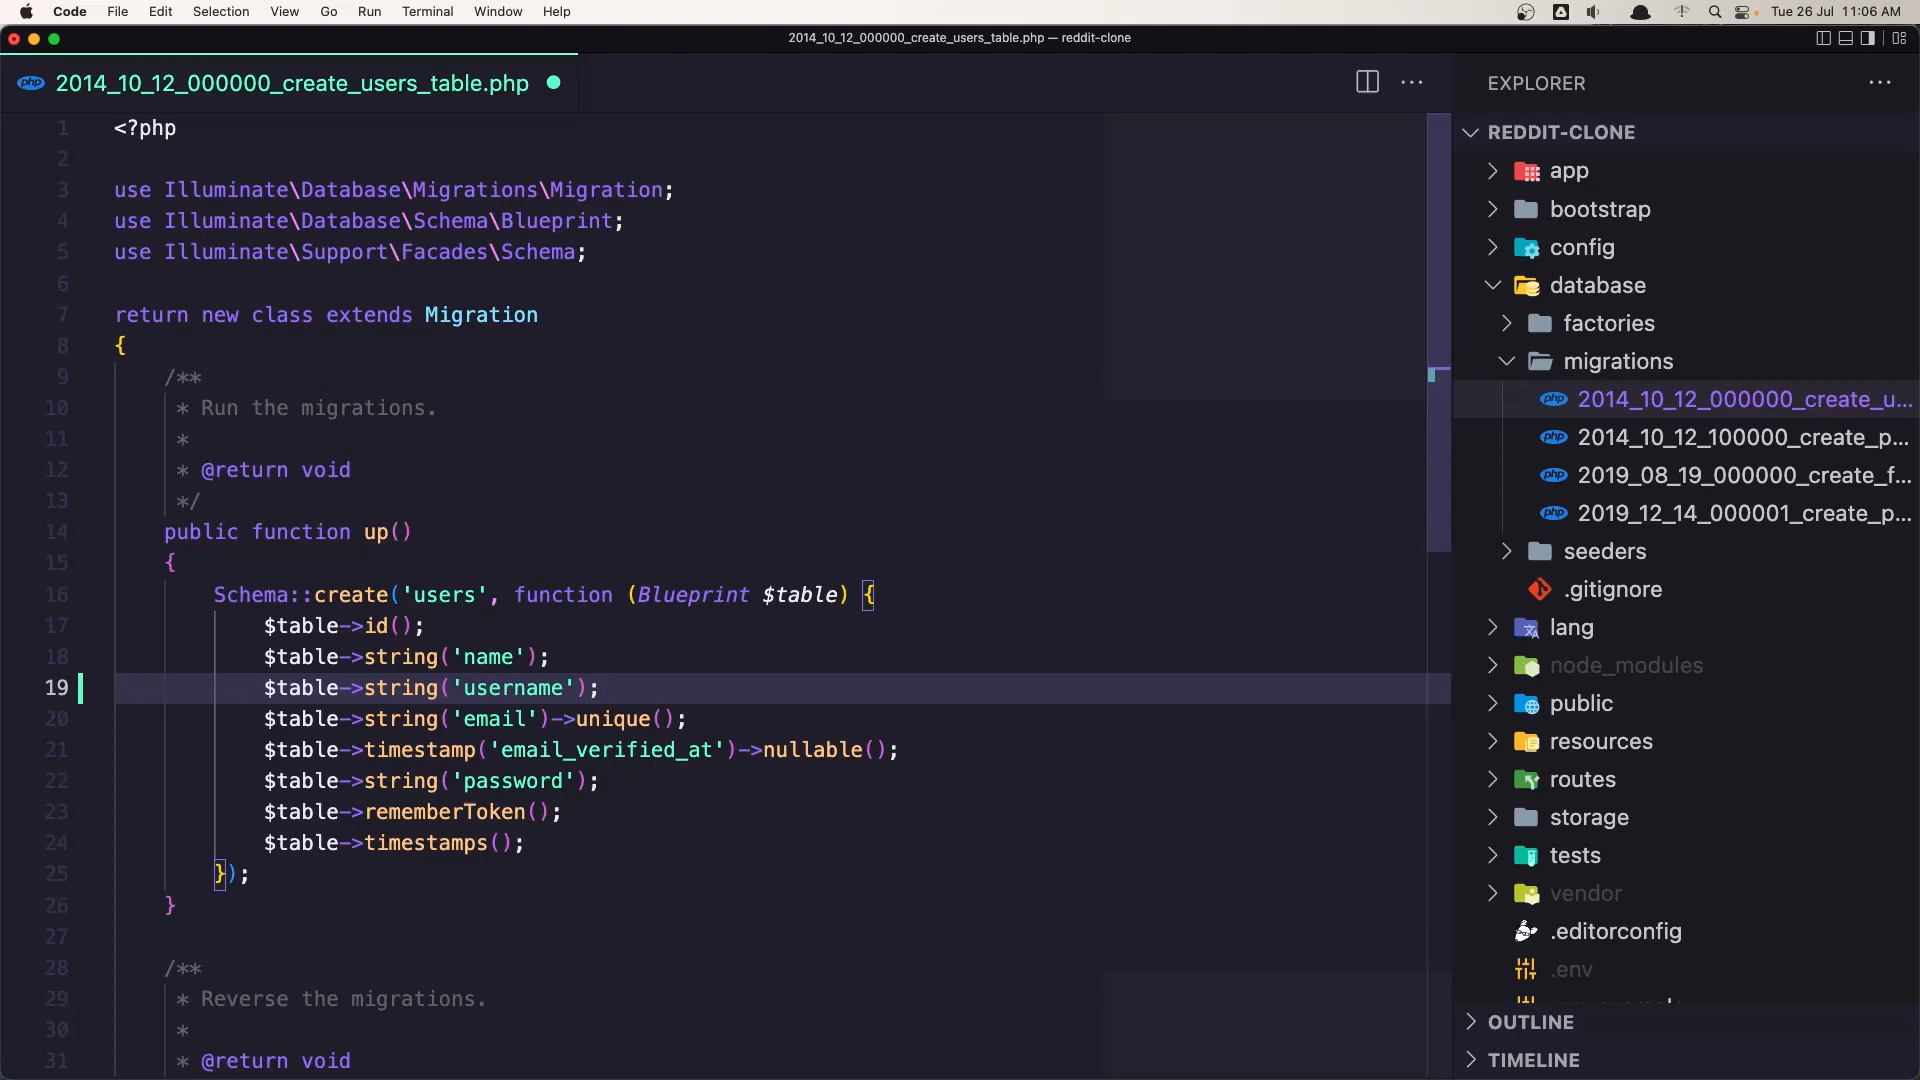 Code File Edit Selection View Go Run Terminal Window Help Tue 26 Jul 11:06 AM
2014_10_12_000000_create_users_table.php — reddit-clone
php 2014_10_12_000000_create_users_table.php
1 <?php
2
3 use Illuminate\Database\Migrations\Migration;
4 use Illuminate\Database\Schema\Blueprint;
5 use Illuminate\Support\Facades\Schema;
6
7 return new class extends Migration
8 {
9 /**
10 * Run the migrations.
11 *
12 * @return void
13 */
14 public function up()
15 {
16 Schema::create('users', function (Blueprint $table) {
17 $table->id();
18 $table->string('name');
19 $table->string('username');
20 $table->string('email')->unique();
21 $table->timestamp('email_verified_at')->nullable();
22 $table->string('password');
23 $table->rememberToken();
24 $table->timestamps();
25 });
26 }
27
28 /**
29 * Reverse the migrations.
30 *
31 * @return void
EXPLORER
REDDIT-CLONE
app
bootstrap
config
database
factories
migrations
php 2014_10_12_000000_create_u...
php 2014_10_12_100000_create_p...
php 2019_08_19_000000_create_f...
php 2019_12_14_000001_create_p...
seeders
.gitignore
lang
node_modules
public
resources
routes
storage
tests
vendor
.editorconfig
.env
OUTLINE
TIMELINE